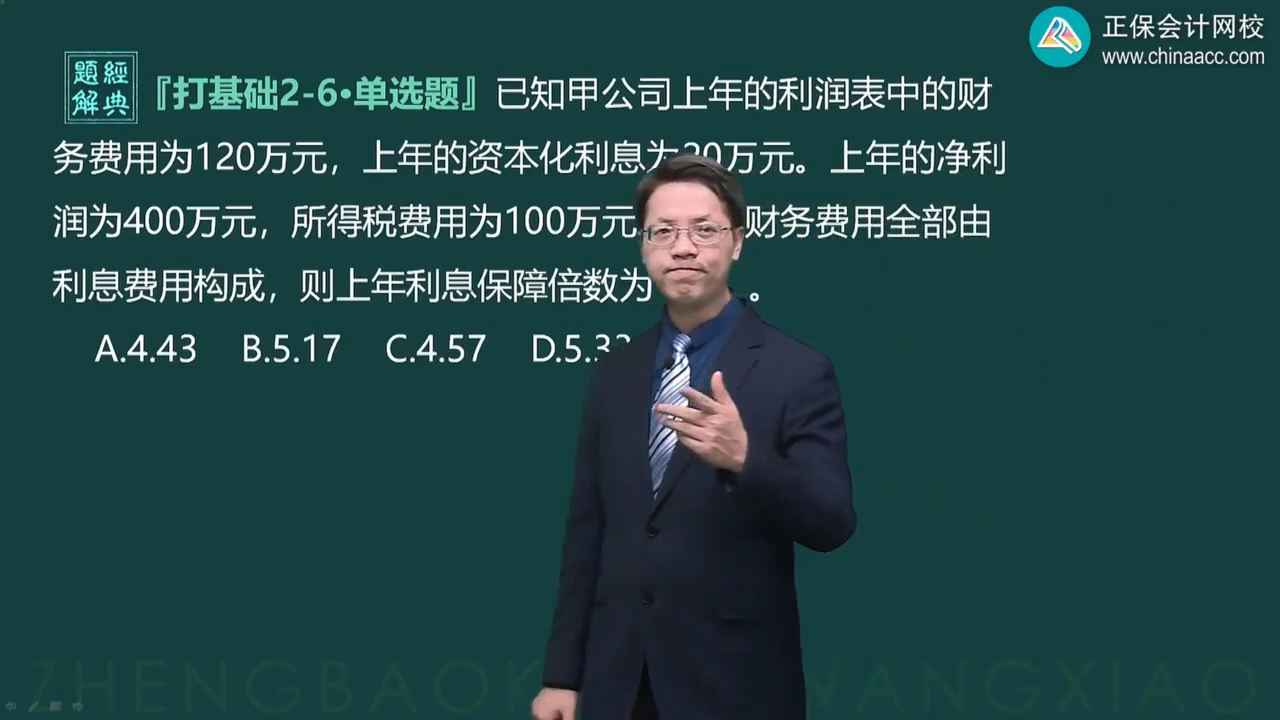 正保会计网校
www.chinaacc.com
經典題解
『打基础2-6•单选题』已知甲公司上年的利润表中的财
务费用为120万元，上年的资本化利息为20万元。上年的净利
润为400万元，所得税费用为100万元 财务费用全部由
利息费用构成，则上年利息保障倍数为 。
A.4.43 B.5.17 C.4.57 D.5.33
ZHENGBAOK WANGXIAO